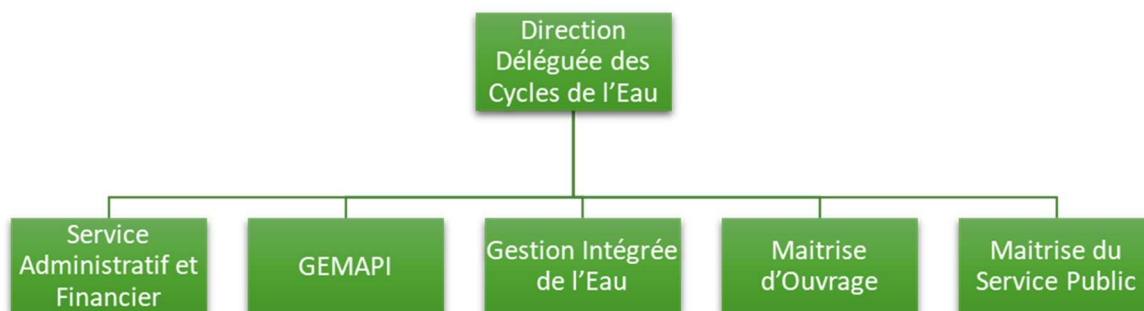 Direction
Déléguée des
Cycles de l'Eau
Service
Administratif et
Financier
GEMAPI
Gestion Intégrée
de l'Eau
Maitrise
d'Ouvrage
Maitrise du
Service Public